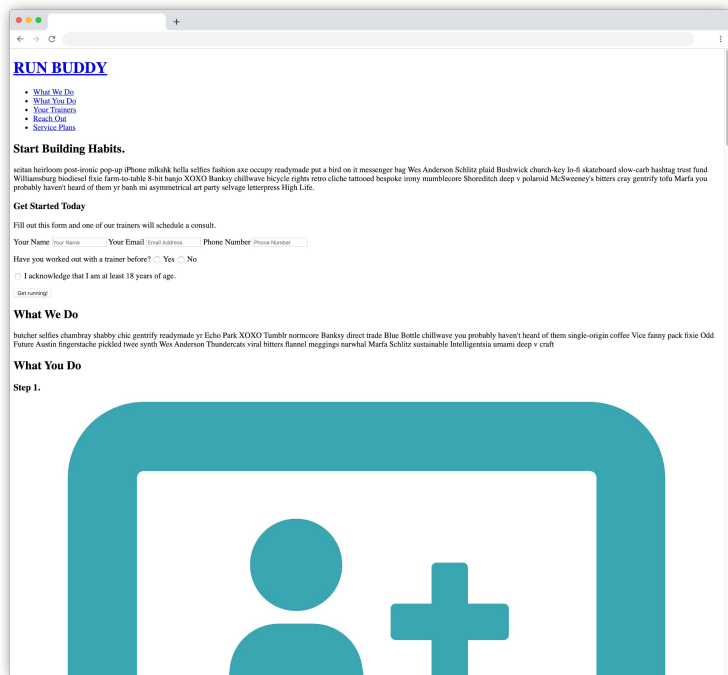 RUN BUDDY
What We Do
What You Do
Your Trainers
Reach Out
Service Plans
Start Building Habits.
seitan heirloom post-ironic pop-up iPhone mlkshk hella selfies fashion axe occupy readymade put a bird on it messenger bag Wes Anderson Schlitz plaid Bushwick church-key lo-fi skateboard slow-carb hashtag trust fund
Williamsburg biodiesel fixie farm-to-table 8-bit banjo XOXO Banksy chillwave bicycle rights retro cliche tattooed bespoke irony mumblecore Shoreditch deep v polaroid McSweeney's bitters cray gentrify tofu Marfa you
probably haven't heard of them yr banh mi asymmetrical art party selvage letterpress High Life.
Get Started Today
Fill out this form and one of our trainers will schedule a consult.
Your Name Your Name Your Email Email Address Phone Number Phone Number
Have you worked out with a trainer before? Yes No
I acknowledge that I am at least 18 years of age.
Get running!
What We Do
butcher selfies chambray shabby chic gentrify readymade yr Echo Park XOXO Tumblr normcore Banksy direct trade Blue Bottle chillwave you probably haven't heard of them single-origin coffee Vice fanny pack fixie Odd
Future Austin fingerstache pickled twee synth Wes Anderson Thundercats viral bitters flannel meggings narwhal Marfa Schlitz sustainable Intelligentsia umami deep v craft
What You Do
Step 1.